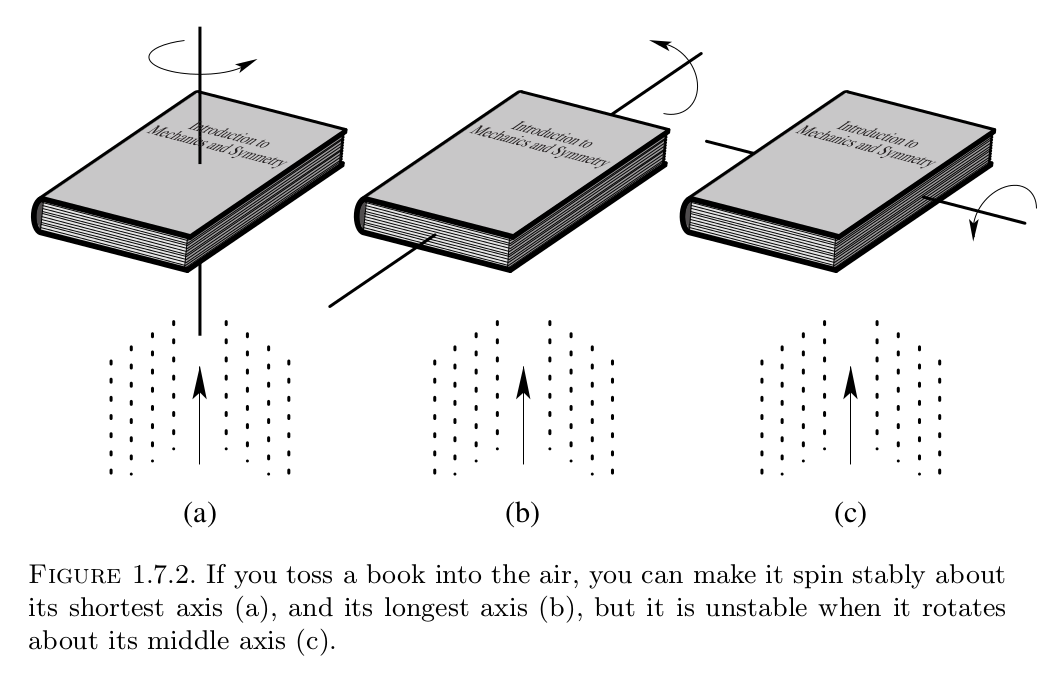 Introduction to
Mechanics and Symmetry
Introduction to
Mechanics and Symmetry
Introduction to
Mechanics and Symmetry
(a)
(b)
(c)
FIGURE 1.7.2. If you toss a book into the air, you can make it spin stably about
its shortest axis (a), and its longest axis (b), but it is unstable when it rotates
about its middle axis (c).